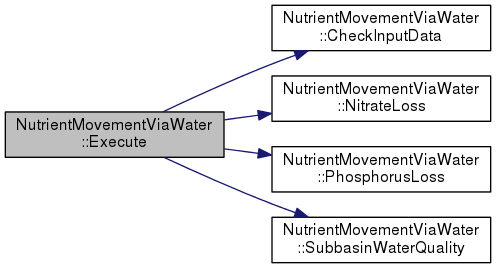 NutrientMovementViaWater
::Execute
NutrientMovementViaWater
::CheckInputData
NutrientMovementViaWater
::NitrateLoss
NutrientMovementViaWater
::PhosphorusLoss
NutrientMovementViaWater
::SubbasinWaterQuality